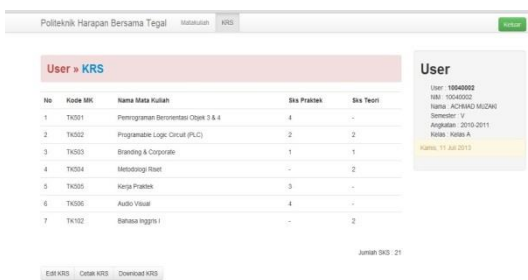 Politeknik Harapan Bersama Tegal Matakuliah KRS Keluar
User » KRS
No Kode MK Nama Mata Kuliah Sks Praktek Sks Teori
1 TK501 Pemrograman Berorientasi Objek 3 & 4 4 -
2 TK502 Programable Logic Circuit (PLC) 2 2
3 TK503 Branding & Corporate 1 1
4 TK504 Metodologi Riset - 2
5 TK505 Kerja Praktek 3 -
6 TK506 Audio Visual 4 -
7 TK102 Bahasa Inggris I - 2
Jumlah SKS : 21
Edit KRS Cetak KRS Download KRS
User
User : 10040002
NIM : 10040002
Nama : ACHMAD MUZAKI
Semester : V
Angkatan : 2010-2011
Kelas : Kelas A
Kamis, 11 Juli 2013